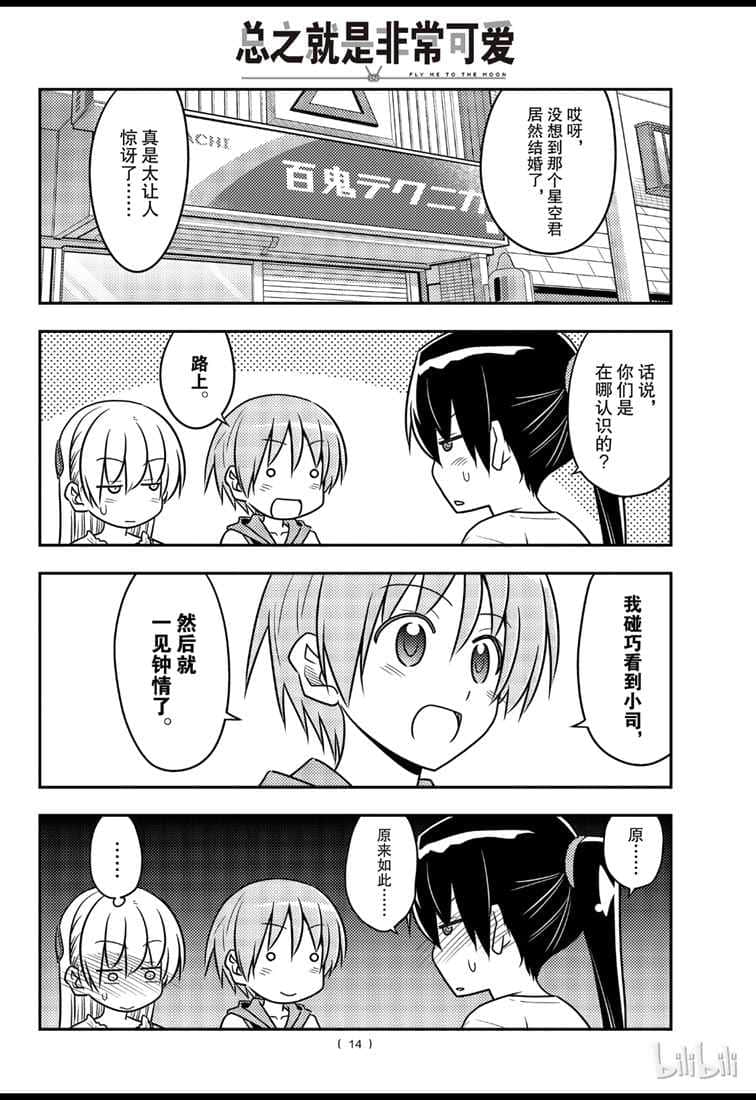 总之就是非常可爱
FLY ME TO THE MOON
哎呀，
没想到那个星空君
居然结婚了，
真是太让人
惊讶了……
ACHI
百鬼テクニカ
话说，
你们是
在哪认识的？
路上。
我碰巧看到小司，
然后就
一见钟情了。
原……
原来如此……
……
( 14 )
bilibili